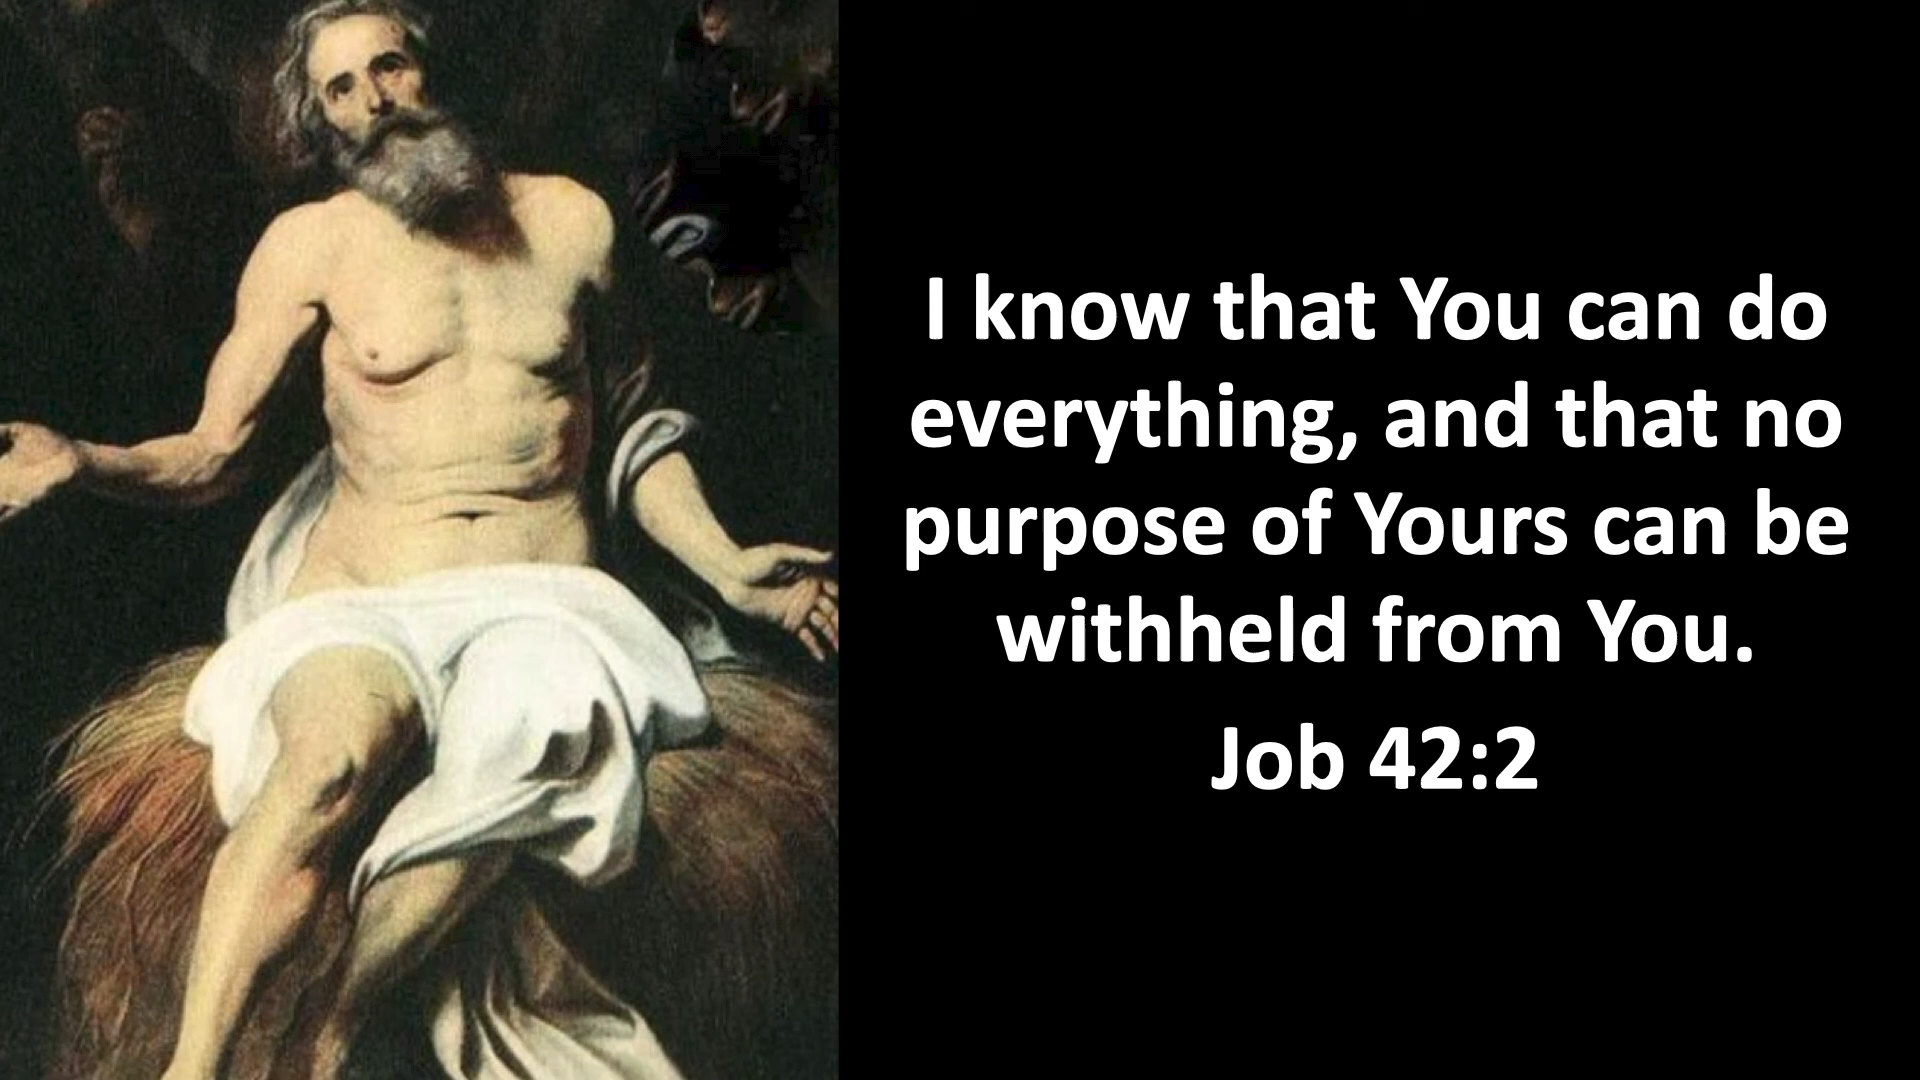 I know that You can do
everything, and that no
purpose of Yours can be
withheld from You.
Job 42:2